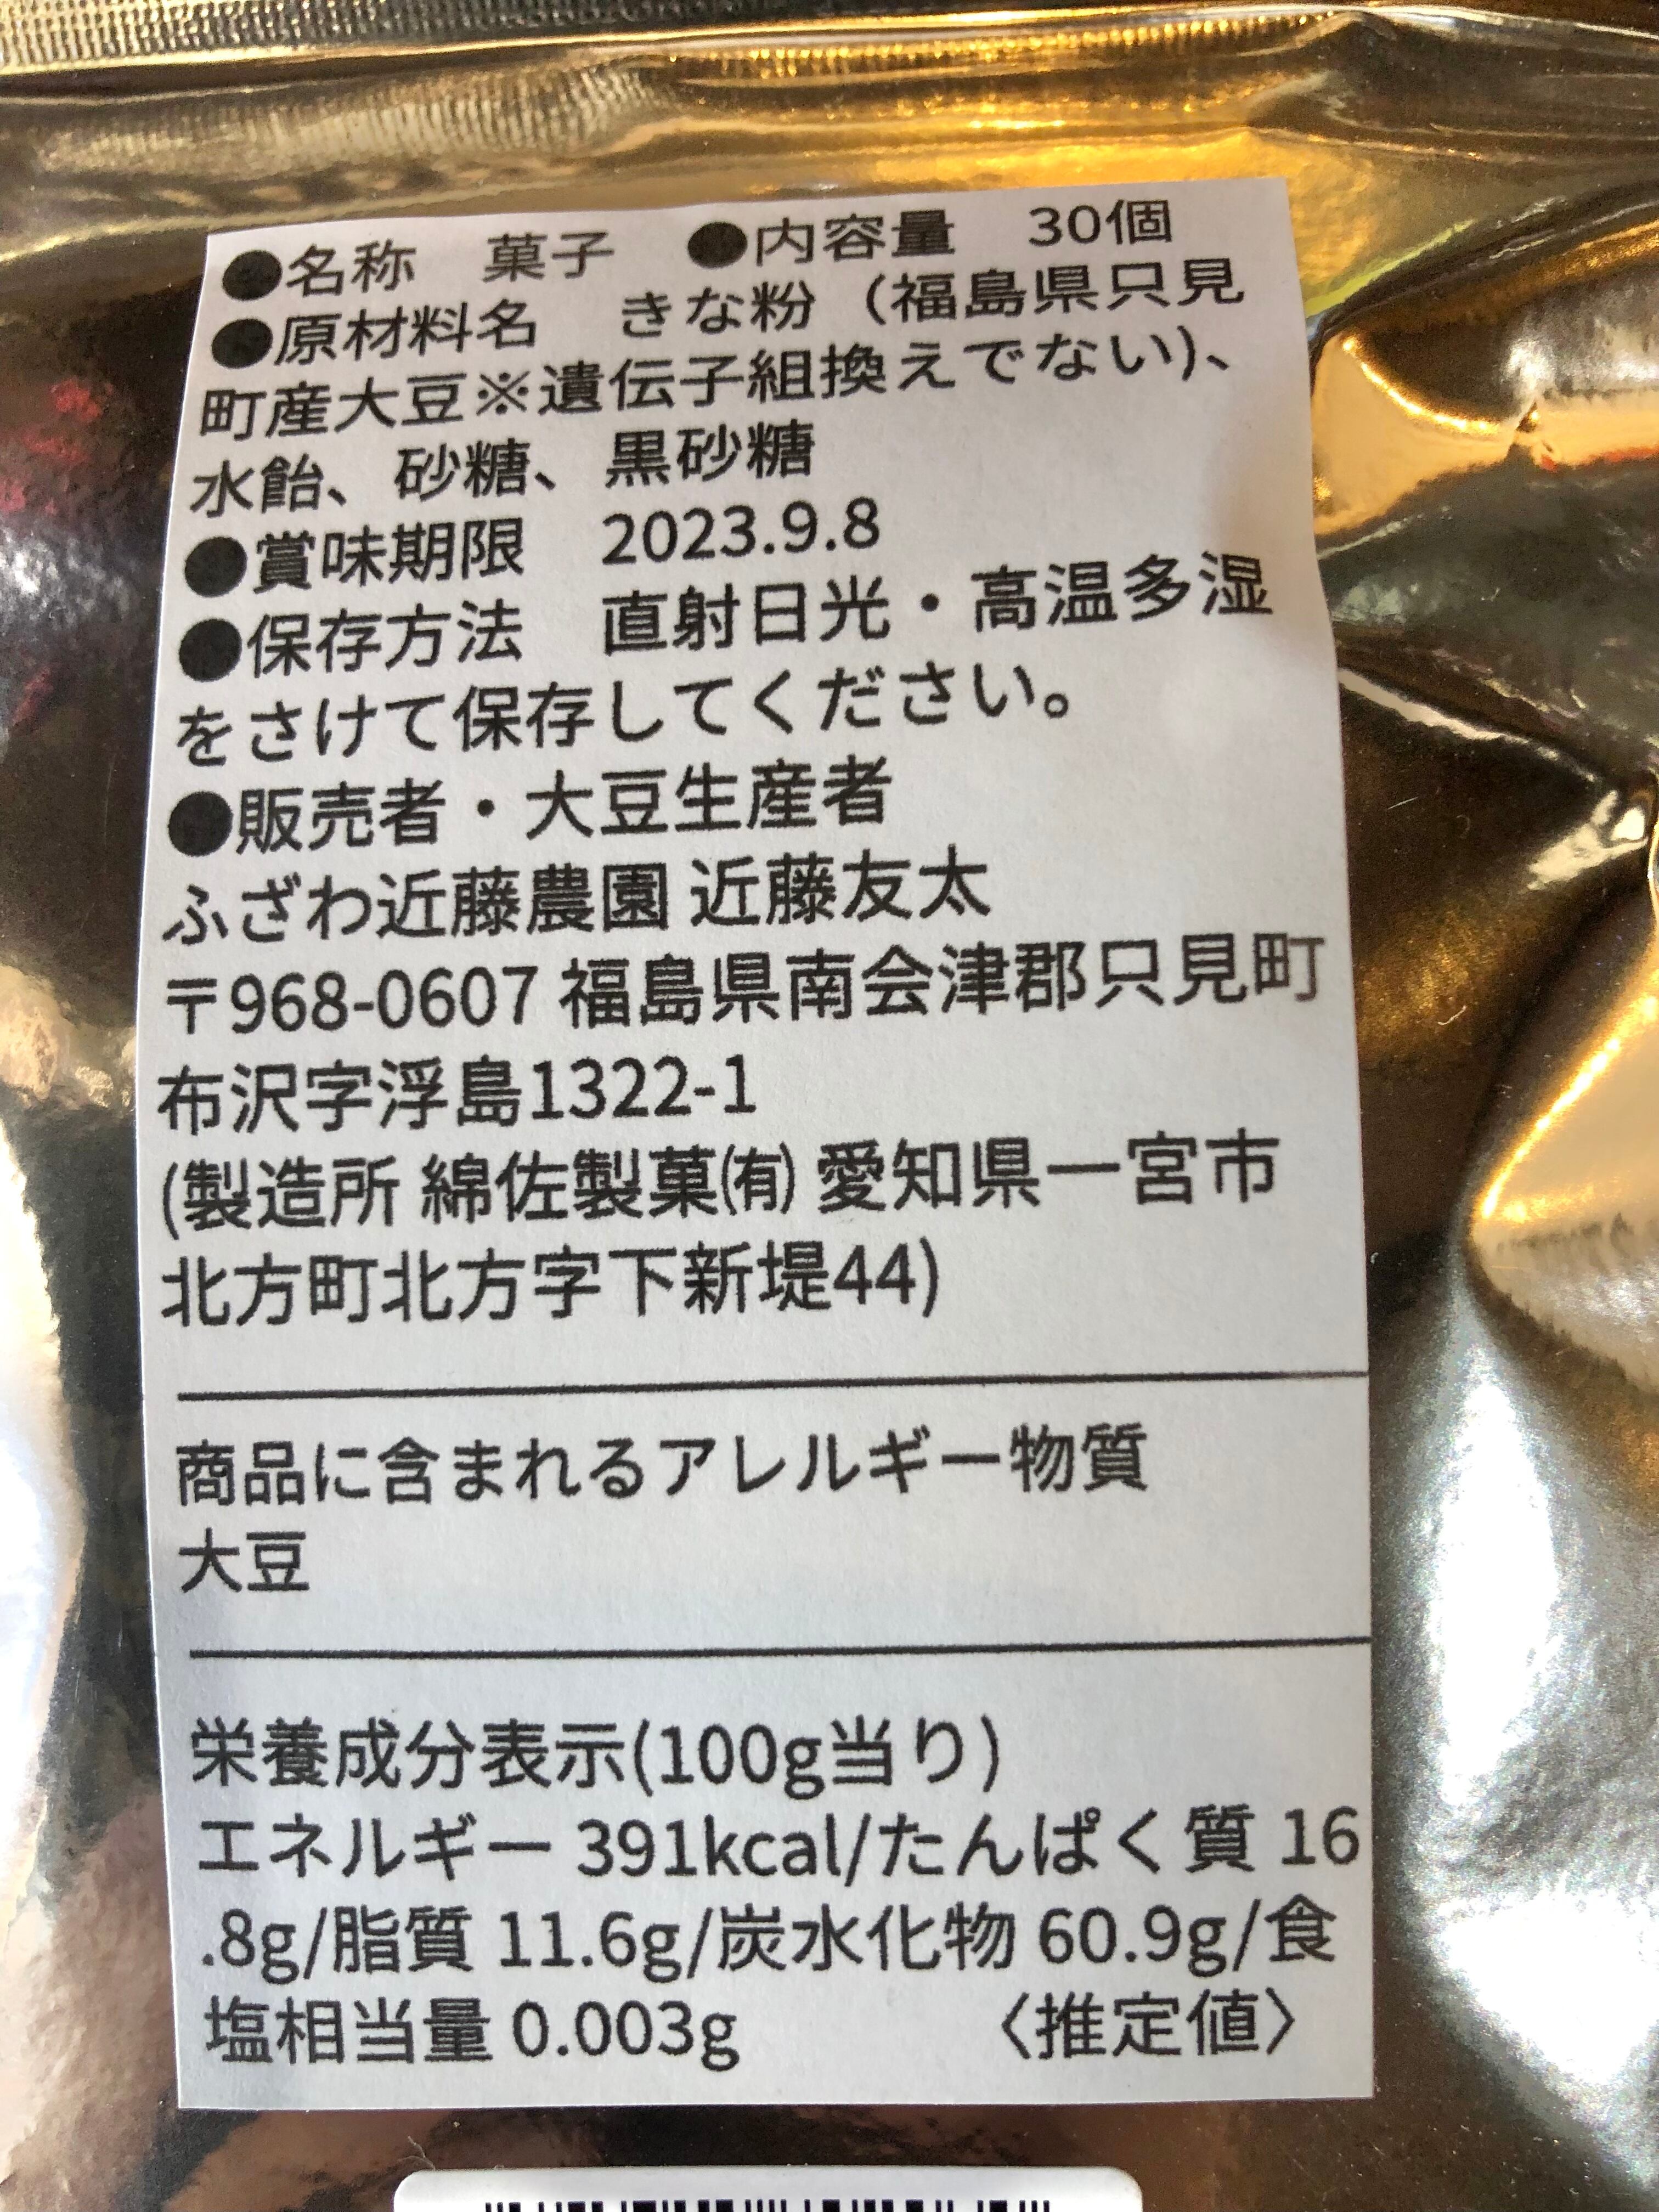 ●名称　菓子　●内容量　30個
●原材料名　きな粉（福島県只見
町産大豆※遺伝子組換えでない)、
水飴、砂糖、黒砂糖
●賞味期限　2023.9.8
●保存方法　直射日光・高温多湿
をさけて保存してください。
●販売者・大豆生産者
ふざわ近藤農園 近藤友太
〒968-0607 福島県南会津郡只見町
布沢字浮島1322-1
(製造所 綿佐製菓㈲ 愛知県一宮市
北方町北方字下新堤44)
商品に含まれるアレルギー物質
大豆
栄養成分表示(100g当り)
エネルギー 391kcal/たんぱく質 16
.8g/脂質 11.6g/炭水化物 60.9g/食
塩相当量 0.003g　〈推定値〉